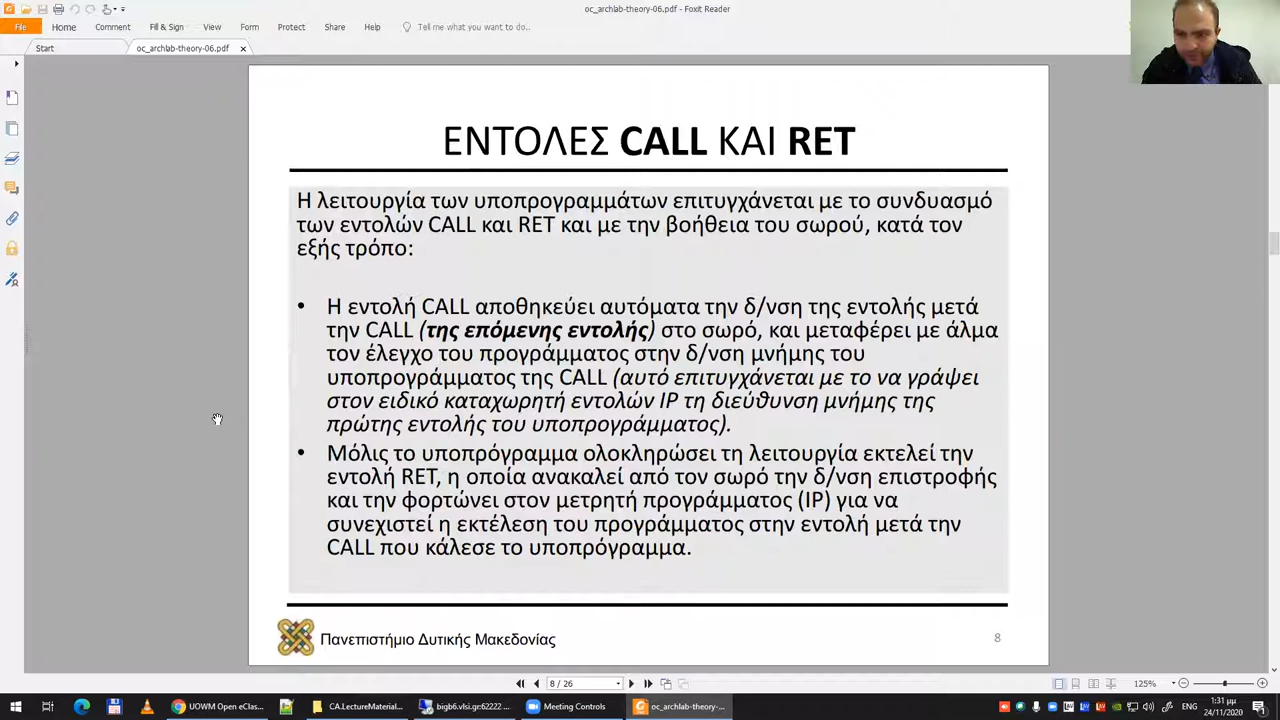 oc_archlab-theory-06.pdf - Foxit Reader
File Home Comment Fill & Sign View Form Protect Share Help Tell me what you want to do..
Start oc_archlab-theory-06.pdf
ΕΝΤΟΛΕΣ CALL ΚΑΙ RET
Η λειτουργία των υποπρογραμμάτων επιτυγχάνεται με το συνδυασμό
των εντολών CALL και RET και με την βοήθεια του σωρού, κατά τον
εξής τρόπο:
• Η εντολή CALL αποθηκεύει αυτόματα την δ/νση της εντολής μετά
την CALL (της επόμενης εντολής) στο σωρό, και μεταφέρει με άλμα
τον έλεγχο του προγράμματος στην δ/νση μνήμης του
υποπρογράμματος της CALL (αυτό επιτυγχάνεται με το να γράψει
στον ειδικό καταχωρητή εντολών IP τη διεύθυνση μνήμης της
πρώτης εντολής του υποπρογράμματος).
• Μόλις το υποπρόγραμμα ολοκληρώσει τη λειτουργία εκτελεί την
εντολή RET, η οποία ανακαλεί από τον σωρό την δ/νση επιστροφής
και την φορτώνει στον μετρητή προγράμματος (IP) για να
συνεχιστεί η εκτέλεση του προγράμματος στην εντολή μετά την
CALL που κάλεσε το υποπρόγραμμα.
Πανεπιστήμιο Δυτικής Μακεδονίας
8
8 / 26
125%
UOWM Open eClas... CA.LectureMaterial... bigb6.vlsi.gr:62222 ... Meeting Controls oc_archlab-theory-...
1:31 μμ
24/11/2020